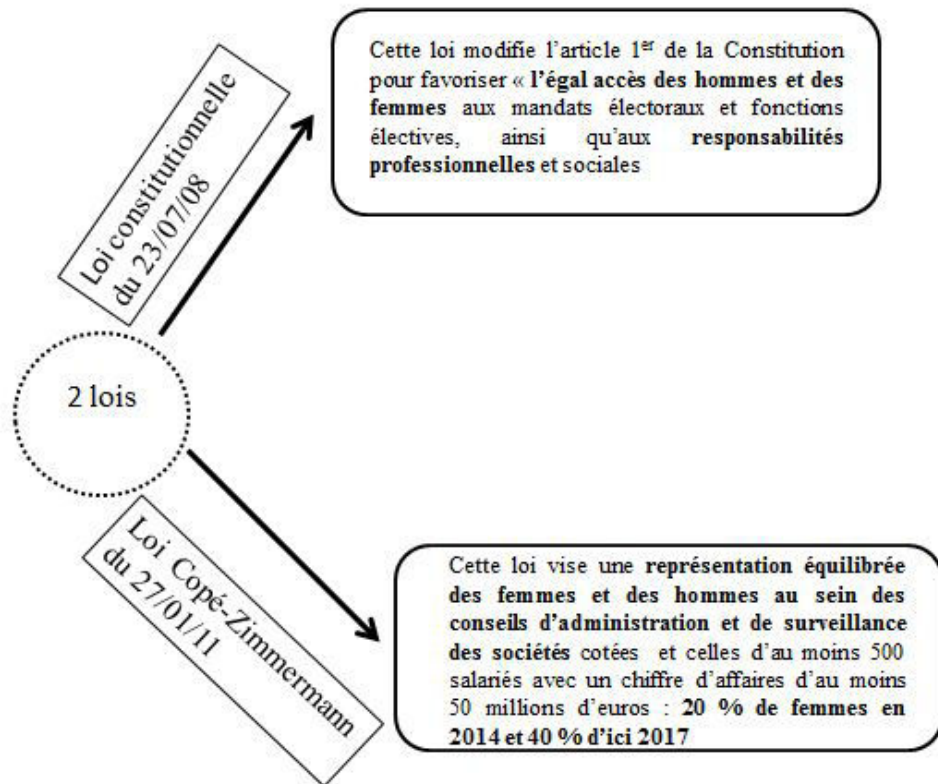 Loi constitutionnelle
du 23/07/08
Cette loi modifie l'article 1er de la Constitution
pour favoriser « l'égal accès des hommes et des
femmes aux mandats électoraux et fonctions
électives, ainsi qu'aux responsabilités
professionnelles et sociales
2 lois
Loi Copé-Zimmermann
du 27/01/11
Cette loi vise une représentation équilibrée
des femmes et des hommes au sein des
conseils d'administration et de surveillance
des sociétés cotées et celles d'au moins 500
salariés avec un chiffre d'affaires d'au moins
50 millions d'euros : 20 % de femmes en
2014 et 40 % d'ici 2017